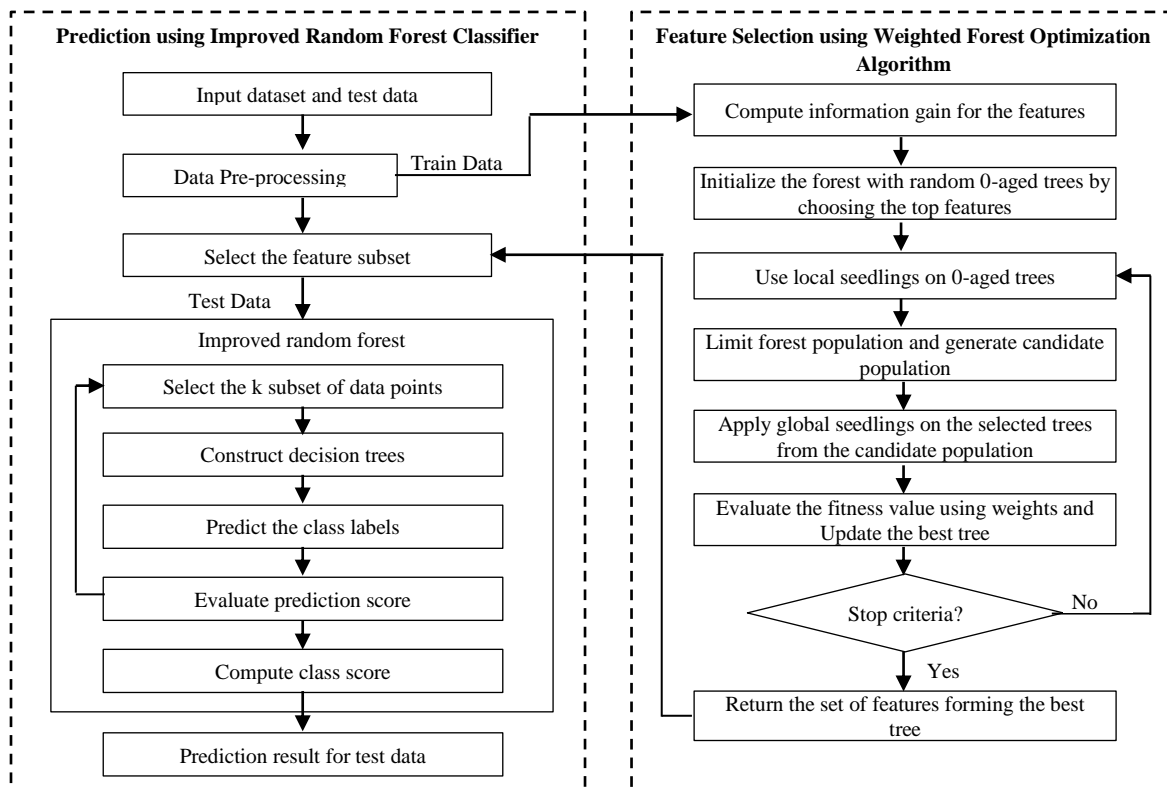 Prediction using Improved Random Forest Classifier
Input dataset and test data
Data Pre-processing
Train Data
Select the feature subset
Test Data
Improved random forest
Select the k subset of data points
Construct decision trees
Predict the class labels
Evaluate prediction score
Compute class score
Prediction result for test data
Feature Selection using Weighted Forest Optimization
Algorithm
Compute information gain for the features
Initialize the forest with random 0-aged trees by
choosing the top features
Use local seedlings on 0-aged trees
Limit forest population and generate candidate
population
Apply global seedlings on the selected trees
from the candidate population
Evaluate the fitness value using weights and
Update the best tree
Stop criteria?
No
Yes
Return the set of features forming the best
tree